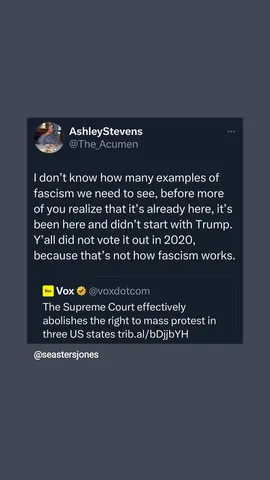 AshleyStevens
@The_Acumen
I don't know how many examples of
fascism we need to see, before more
of you realize that it's already here, it's
been here and didn't start with Trump.
Y'all did not vote it out in 2020,
because that's not how fascism works.
Vox @voxdotcom
The Supreme Court effectively
abolishes the right to mass protest in
three US states trib.al/bDjjbYH
@seastersjones